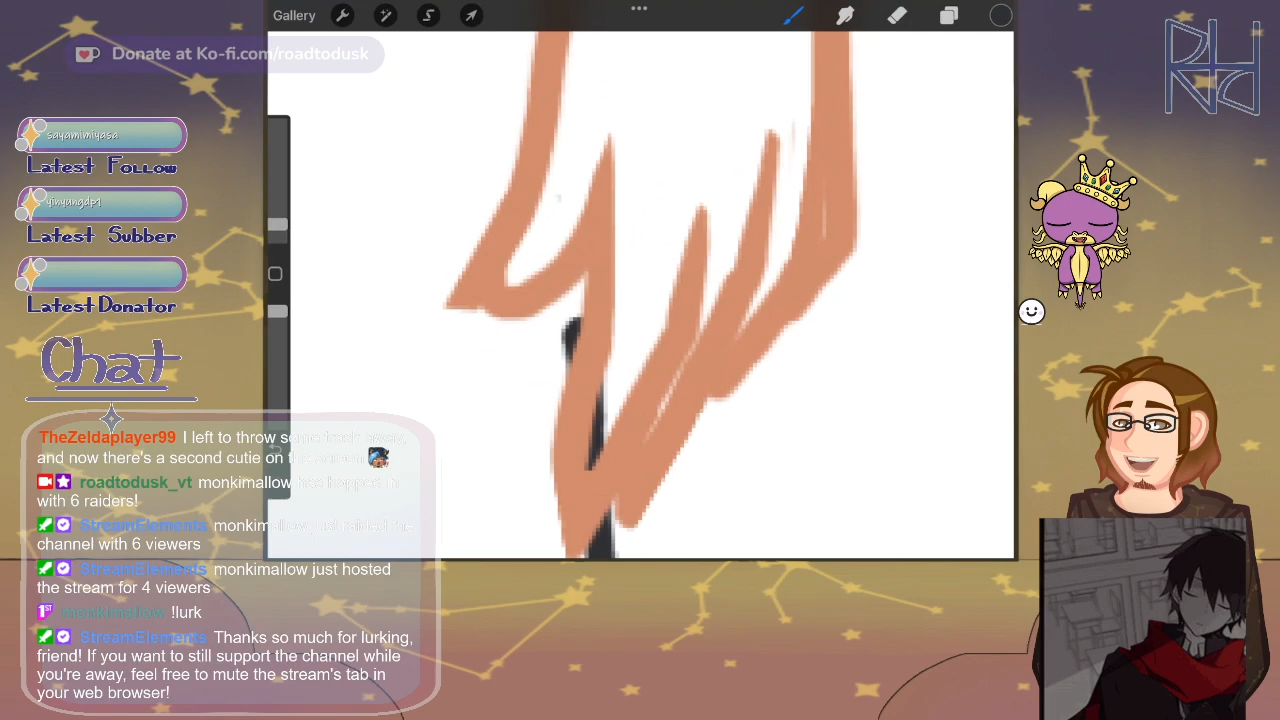 Gallery
Donate at Ko-fi.com/roadtodusk
sayamimiyasa
Latest Follow
yinyangdp1
Latest Subber
Latest Donator
Chat
TheZeldaplayer99 I left to throw some trash away,
and now there's a second cutie on the screen
roadtodusk_vt monkimallow has hopped in
with 6 raiders!
StreamElements monkimallow just raided the
channel with 6 viewers
StreamElements monkimallow just hosted
the stream for 4 viewers
monkimallow !lurk
StreamElements Thanks so much for lurking,
friend! If you want to still support the channel while
you're away, feel free to mute the stream's tab in
your web browser!